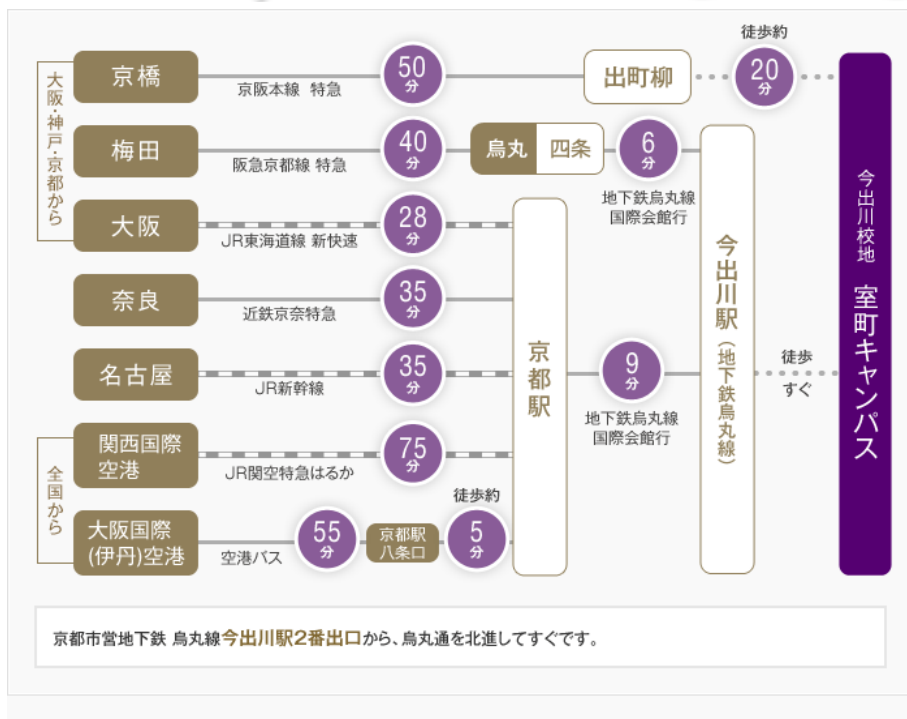 大阪・神戸・京都から
京橋
京阪本線 特急
50分
出町柳
徒歩約
20分
梅田
阪急京都線 特急
40分
烏丸
四条
6分
地下鉄烏丸線
国際会館行
大阪
JR東海道線 新快速
28分
奈良
近鉄京奈特急
35分
名古屋
JR新幹線
35分
全国から
関西国際
空港
JR関空特急はるか
75分
大阪国際
(伊丹)空港
空港バス
55分
京都駅
八条口
徒歩約
5分
京都駅
9分
地下鉄烏丸線
国際会館行
今出川駅(地下鉄烏丸線)
徒歩
すぐ
今出川校地 室町キャンパス
京都市営地下鉄 烏丸線今出川駅2番出口から、烏丸通を北進してすぐです。